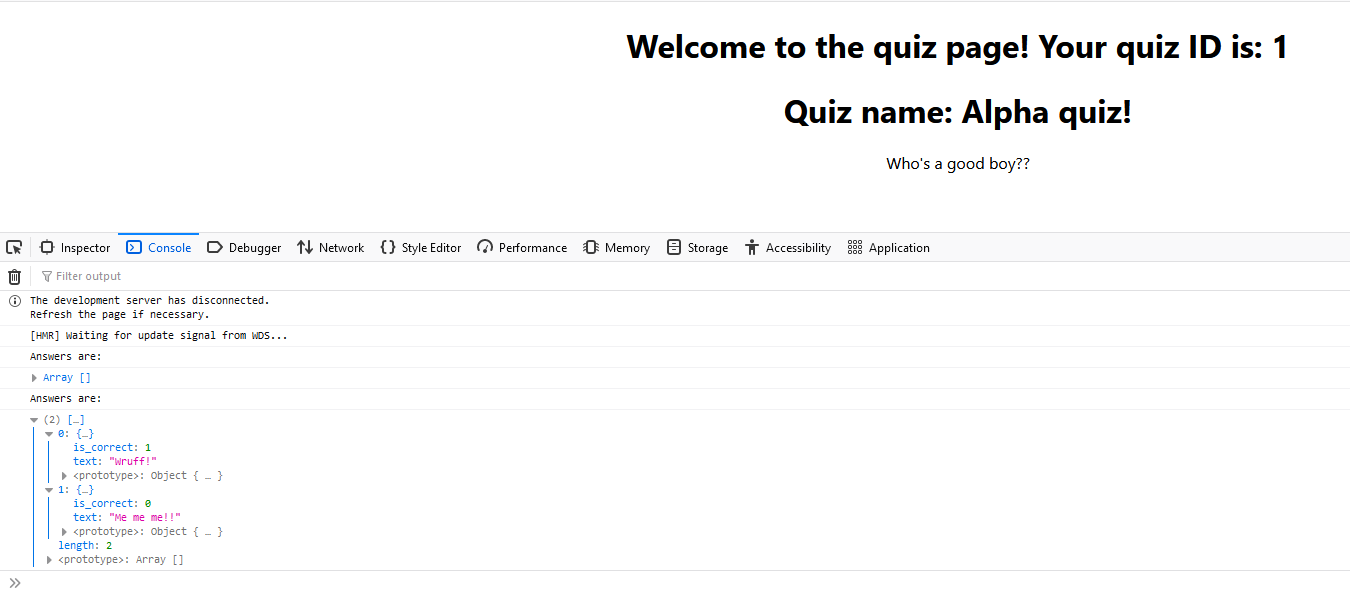 Welcome to the quiz page! Your quiz ID is: 1
Quiz name: Alpha quiz!
Who's a good boy??
Inspector Console Debugger Network Style Editor Performance Memory Storage Accessibility Application
Filter output
The development server has disconnected.
Refresh the page if necessary.
[HMR] Waiting for update signal from WDS...
Answers are:
Array []
Answers are:
(2) […]
0: {…}
is_correct: 1
text: "Wruff!"
<prototype>: Object { … }
1: {…}
is_correct: 0
text: "Me me me!!"
<prototype>: Object { … }
length: 2
<prototype>: Array []